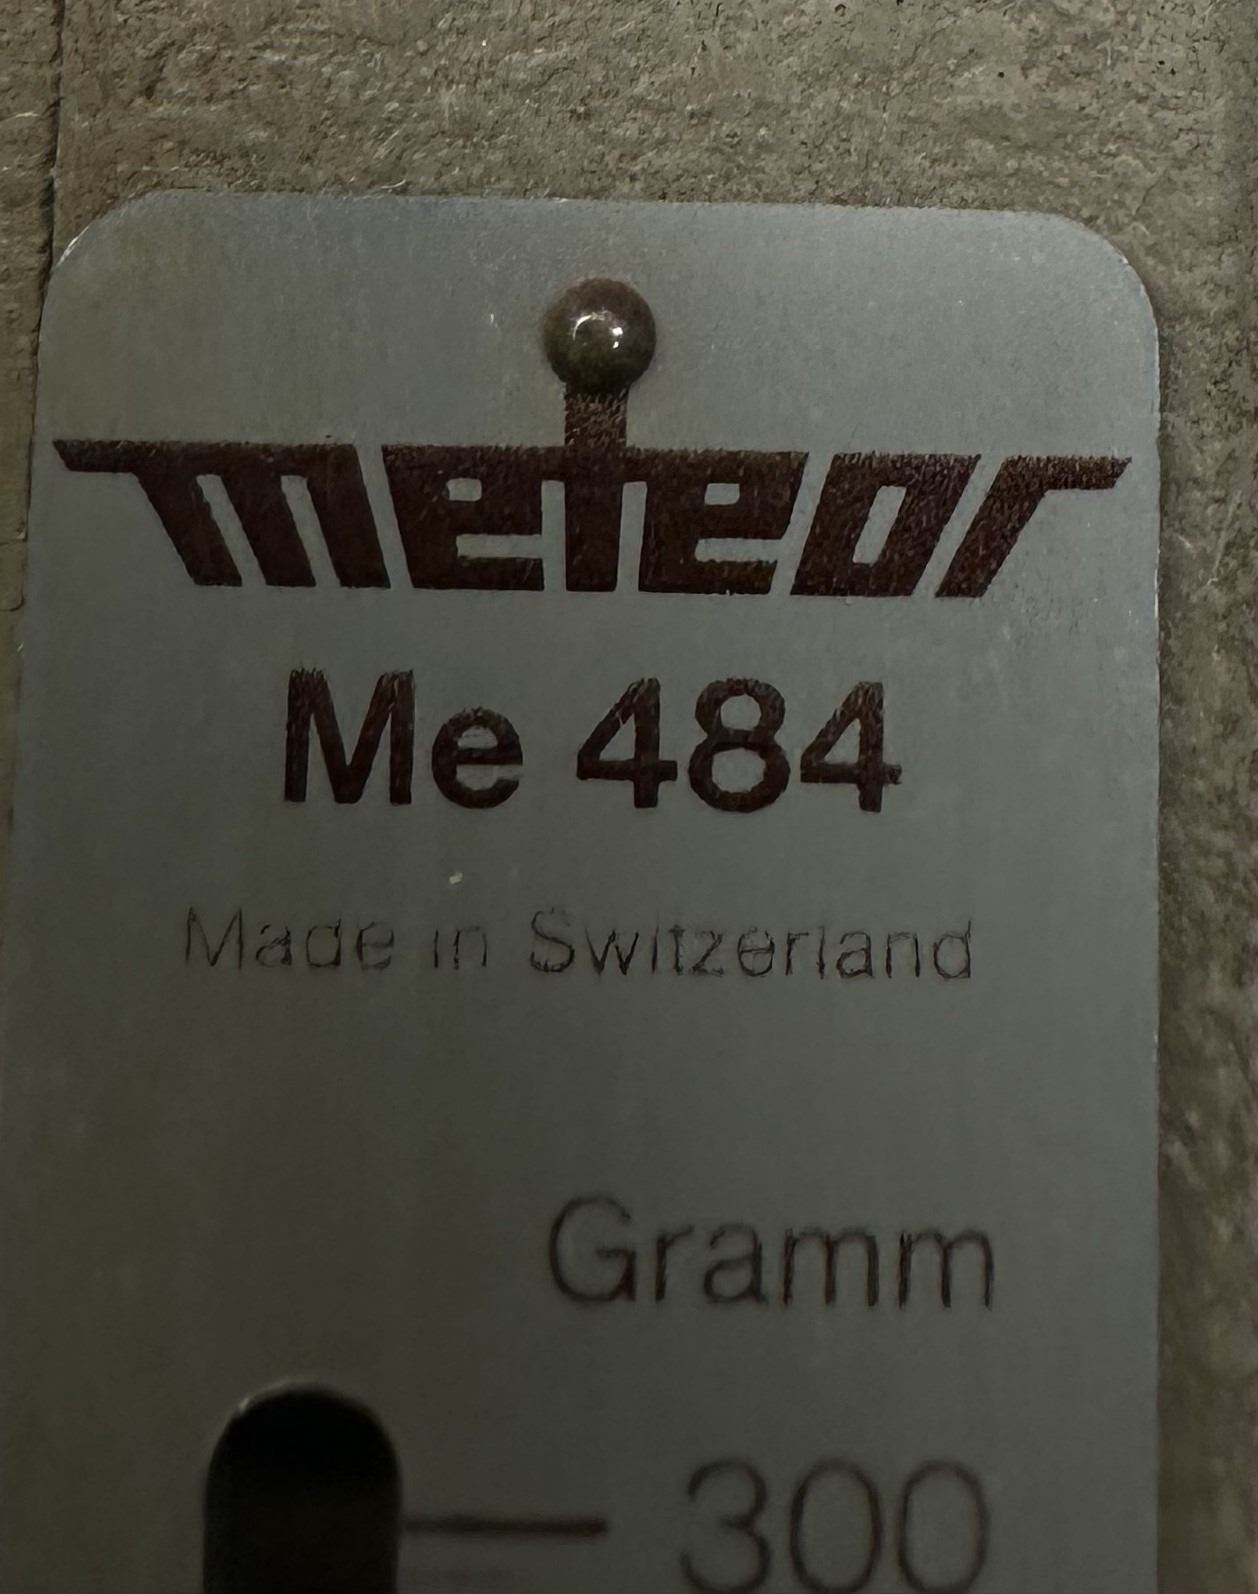 meteor
Me 484
Made in Switzerland
Gramm
300